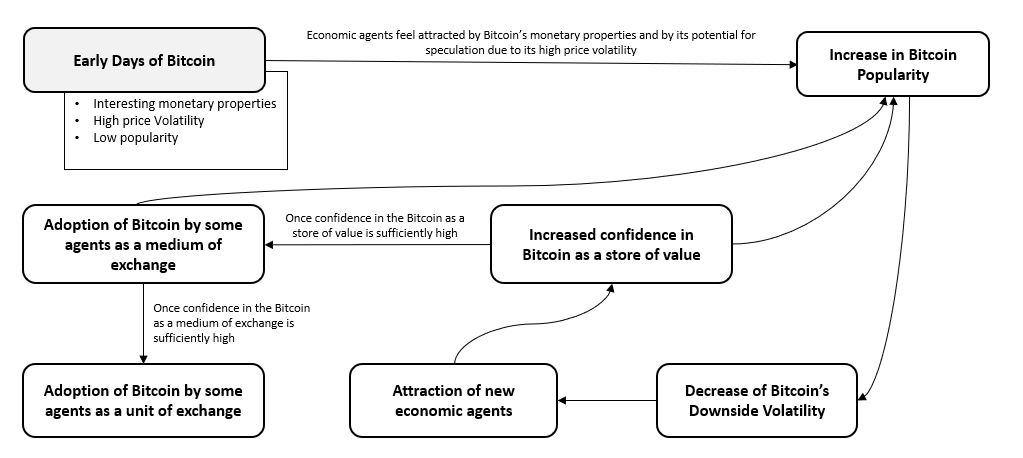 Economic agents feel attracted by Bitcoin's monetary properties and by its potential for
speculation due to its high price volatility
Early Days of Bitcoin
• Interesting monetary properties
• High price Volatility
• Low popularity
Increase in Bitcoin
Popularity
Adoption of Bitcoin by some
agents as a medium of
exchange
Once confidence in the Bitcoin as a
store of value is sufficiently high
Increased confidence in
Bitcoin as a store of value
Once confidence in the Bitcoin
as a medium of exchange is
sufficiently high
Adoption of Bitcoin by some
agents as a unit of exchange
Attraction of new
economic agents
Decrease of Bitcoin's
Downside Volatility